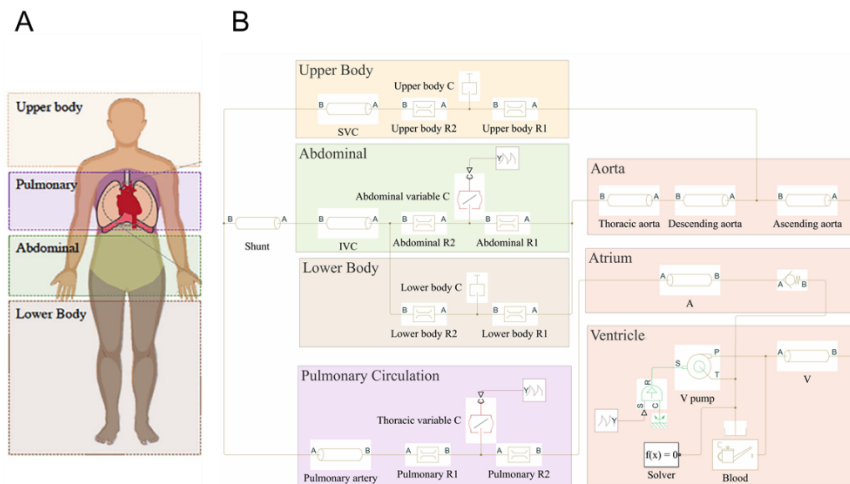 A
B
Upper body
Pulmonary
Abdominal
Lower Body
Upper Body
Upper body C
B A B A B A
SVC Upper body R2 Upper body R1
Abdominal
Y
Abdominal variable C
B A B A B A B A
Shunt IVC Abdominal R2 Abdominal R1
Lower Body
Lower body C
B A B A
Lower body R2 Lower body R1
Pulmonary Circulation
Y
Thoracic variable C
A B A B A B
Pulmonary artery Pulmonary R1 Pulmonary R2
Aorta
B A B A B A
Thoracic aorta Descending aorta Ascending aorta
Atrium
A B A B
A
Ventricle
S P T A B
R
V pump V
S C
Y
f(x) = 0
Solver Blood